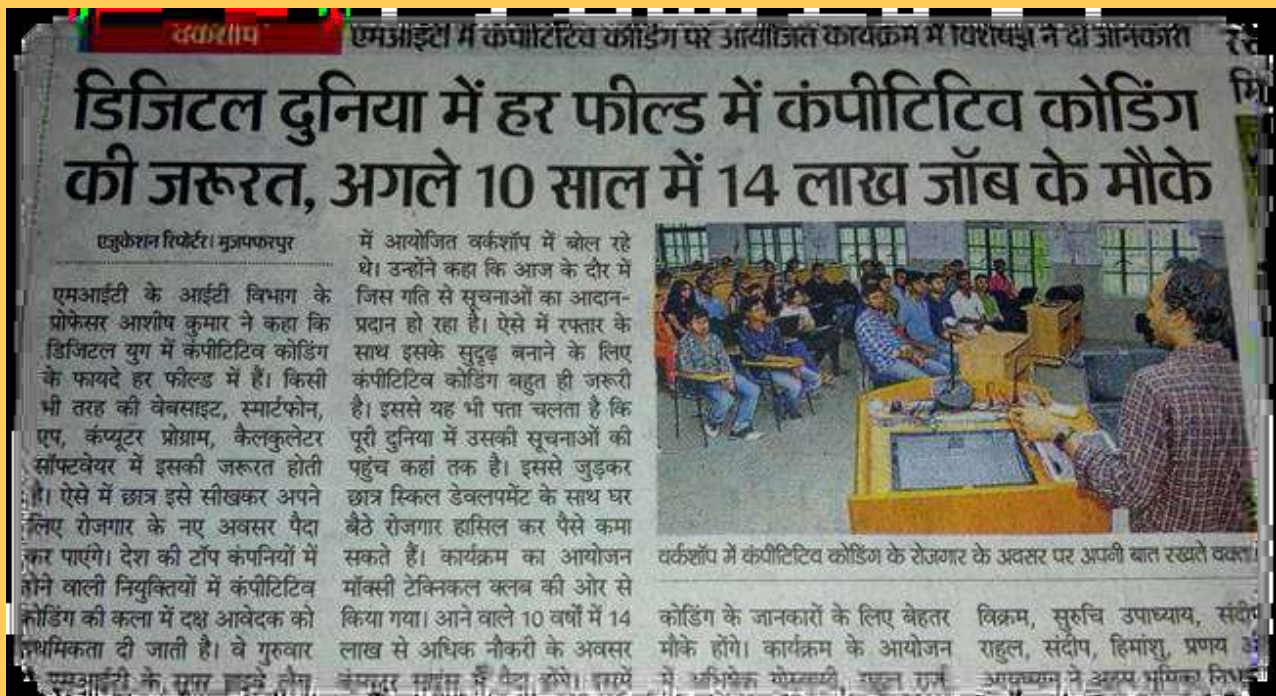 वर्कशॉप
एमआईटी में कंपीटिटिव कोडिंग पर आयोजित कार्यक्रम में विशेषज्ञ ने दी जानकारी
डिजिटल दुनिया में हर फील्ड में कंपीटिटिव कोडिंग
की जरूरत, अगले 10 साल में 14 लाख जॉब के मौके
एजुकेशन रिपोर्टर। मुजफ्फरपुर
एमआईटी के आईटी विभाग के
प्रोफेसर आशीष कुमार ने कहा कि
डिजिटल युग में कंपीटिटिव कोडिंग
के फायदे हर फील्ड में हैं। किसी
भी तरह की वेबसाइट, स्मार्टफोन,
एप, कंप्यूटर प्रोग्राम, कैलकुलेटर
सॉफ्टवेयर में इसकी जरूरत होती
है। ऐसे में छात्र इसे सीखकर अपने
लिए रोजगार के नए अवसर पैदा
कर पाएंगे। देश की टॉप कंपनियों में
होने वाली नियुक्तियों में कंपीटिटिव
कोडिंग की कला में दक्ष आवेदक को
प्राथमिकता दी जाती है। वे गुरुवार
में आयोजित वर्कशॉप में बोल रहे
थे। उन्होंने कहा कि आज के दौर में
जिस गति से सूचनाओं का आदान-
प्रदान हो रहा है। ऐसे में रफ्तार के
साथ इसके सुदृढ़ बनाने के लिए
कंपीटिटिव कोडिंग बहुत ही जरूरी
है। इससे यह भी पता चलता है कि
पूरी दुनिया में उसकी सूचनाओं की
पहुंच कहां तक है। इससे जुड़कर
छात्र स्किल डेवलपमेंट के साथ घर
बैठे रोजगार हासिल कर पैसे कमा
सकते हैं। कार्यक्रम का आयोजन
मॉक्सी टेक्निकल क्लब की ओर से
किया गया। आने वाले 10 वर्षों में 14
लाख से अधिक नौकरी के अवसर
वर्कशॉप में कंपीटिटिव कोडिंग के रोजगार के अवसर पर अपनी बात रखते वक्ता।
कोडिंग के जानकारों के लिए बेहतर
मौके होंगे। कार्यक्रम के आयोजन
विक्रम, सुरुचि उपाध्याय, संदीप
राहुल, संदीप, हिमांशु, प्रणय